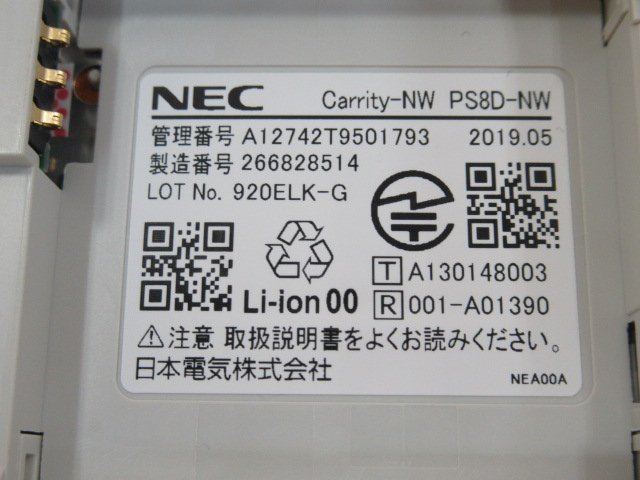 NEC Carrity-NW PS8D-NW
管理番号 A12742T9501793 2019.05
製造番号 266828514
LOT No. 920ELK-G
T A130148003
Li-ion 00 R 001-A01390
⚠注意 取扱説明書をよくお読みください。
日本電気株式会社 NEA00A